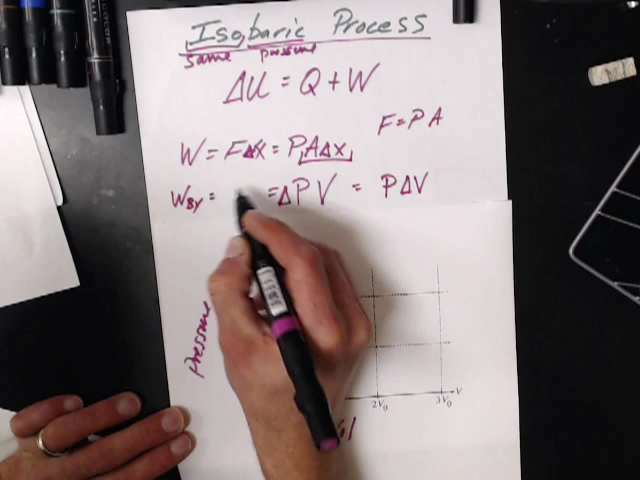 Isobaric Process
same pressure
ΔU = Q + W
F = PA
W = FΔX = PAΔX
W_BY = = ΔPV = PΔV
Pressure
V
2V₀ 3V₀